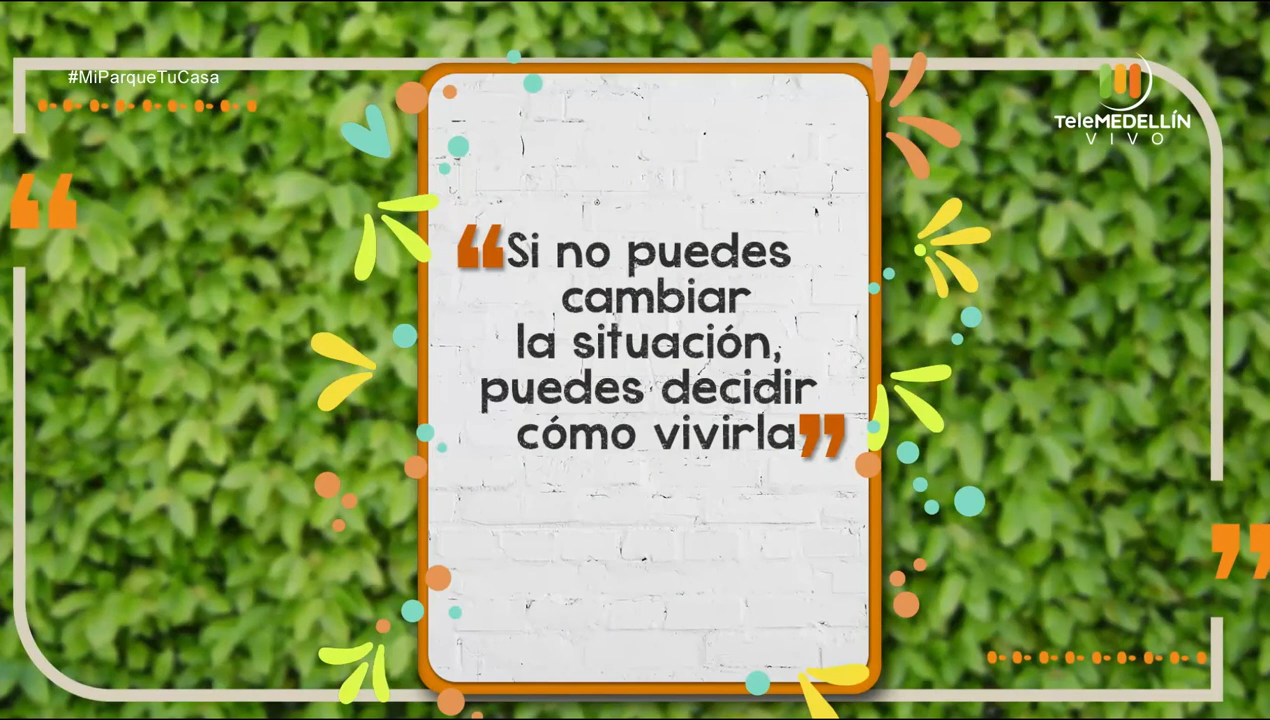 #MiParqueTuCasa
TeleMEDELLÍN
VIVO
“Si no puedes
cambiar
la situación,
puedes decidir
cómo vivirla”